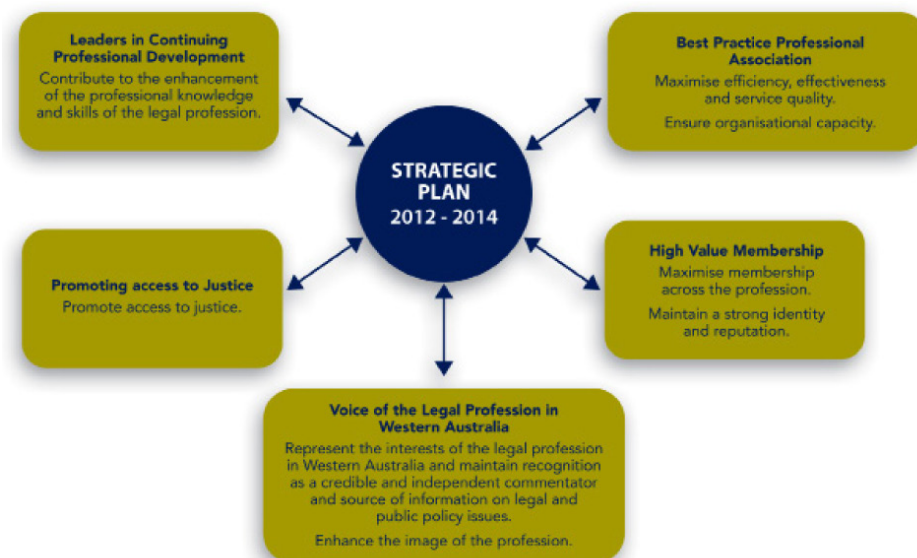 Leaders in Continuing
Professional Development
Contribute to the enhancement
of the professional knowledge
and skills of the legal profession.
Best Practice Professional
Association
Maximise efficiency, effectiveness
and service quality.
Ensure organisational capacity.
STRATEGIC
PLAN
2012 - 2014
Promoting access to Justice
Promote access to justice.
High Value Membership
Maximise membership
across the profession.
Maintain a strong identity
and reputation.
Voice of the Legal Profession in
Western Australia
Represent the interests of the legal profession
in Western Australia and maintain recognition
as a credible and independent commentator
and source of information on legal and
public policy issues.
Enhance the image of the profession.